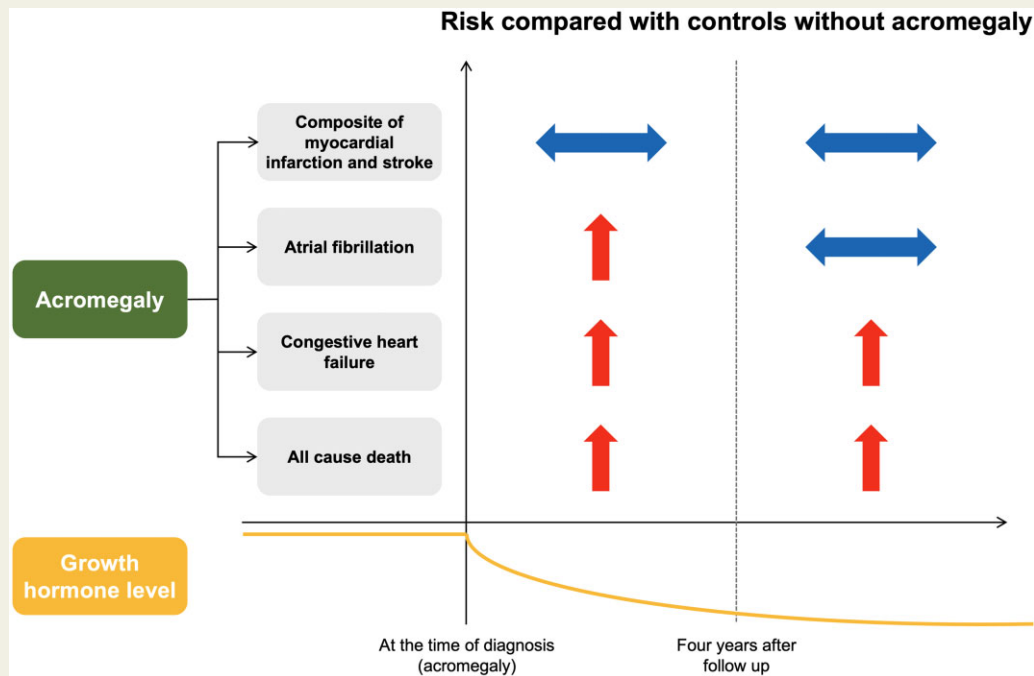 Risk compared with controls without acromegaly
Composite of
myocardial
infarction and stroke
Atrial fibrillation
Acromegaly
Congestive heart
failure
All cause death
Growth
hormone level
At the time of diagnosis
(acromegaly)
Four years after
follow up